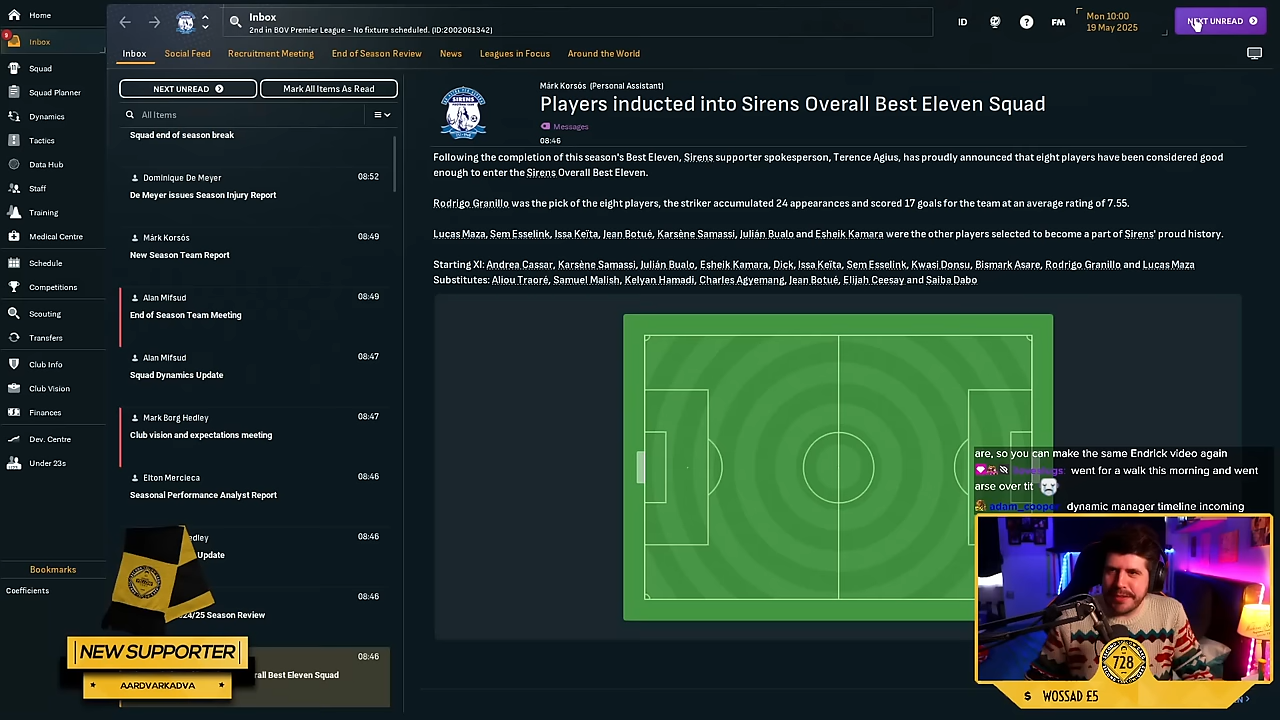 Home
Inbox
2nd in BOV Premier League - No fixture scheduled. (ID:2002061342)
ID
FM
Mon 10:00
19 May 2025
NEXT UNREAD
9
Inbox
Inbox
Social Feed
Recruitment Meeting
End of Season Review
News
Leagues in Focus
Around the World
Squad
Squad Planner
Dynamics
Tactics
Data Hub
Staff
Training
Medical Centre
Schedule
Competitions
Scouting
Transfers
Club Info
Club Vision
Finances
Dev. Centre
Under 23s
Bookmarks
Coefficients
NEXT UNREAD
Mark All Items As Read
All Items
Squad end of season break
Dominique De Meyer 08:52
De Meyer issues Season Injury Report
Márk Korsós 08:49
New Season Team Report
Alan Mifsud 08:49
End of Season Team Meeting
Alan Mifsud 08:47
Squad Dynamics Update
Mark Borg Hedley 08:47
Club vision and expectations meeting
Elton Mercieca 08:46
Seasonal Performance Analyst Report
edley 08:46
Update
08:46
24/25 Season Review
08:46
rall Best Eleven Squad
SIRENS
Márk Korsós (Personal Assistant)
Players inducted into Sirens Overall Best Eleven Squad
Messages
08:46
Following the completion of this season's Best Eleven, Sirens supporter spokesperson, Terence Agius, has proudly announced that eight players have been considered good
enough to enter the Sirens Overall Best Eleven.
Rodrigo Granillo was the pick of the eight players, the striker accumulated 24 appearances and scored 17 goals for the team at an average rating of 7.55.
Lucas Maza, Sem Esselink, Issa Keïta, Jean Botué, Karsène Samassi, Julián Bualo and Esheik Kamara were the other players selected to become a part of Sirens' proud history.
Starting XI: Andrea Cassar, Karsène Samassi, Julián Bualo, Esheik Kamara, Dick, Issa Keïta, Sem Esselink, Kwasi Donsu, Bismark Asare, Rodrigo Granillo and Lucas Maza
Substitutes: Aliou Traoré, Samuel Malish, Kelyan Hamadi, Charles Agyemang, Jean Botué, Elijah Ceesay and Saiba Dabo
are, so you can make the same Endrick video again
went for a walk this morning and went
arse over tit
adam_cooper dynamic manager timeline incoming
NEW SUPPORTER
AARDVARKADVA
728
$ WOSSAD £5